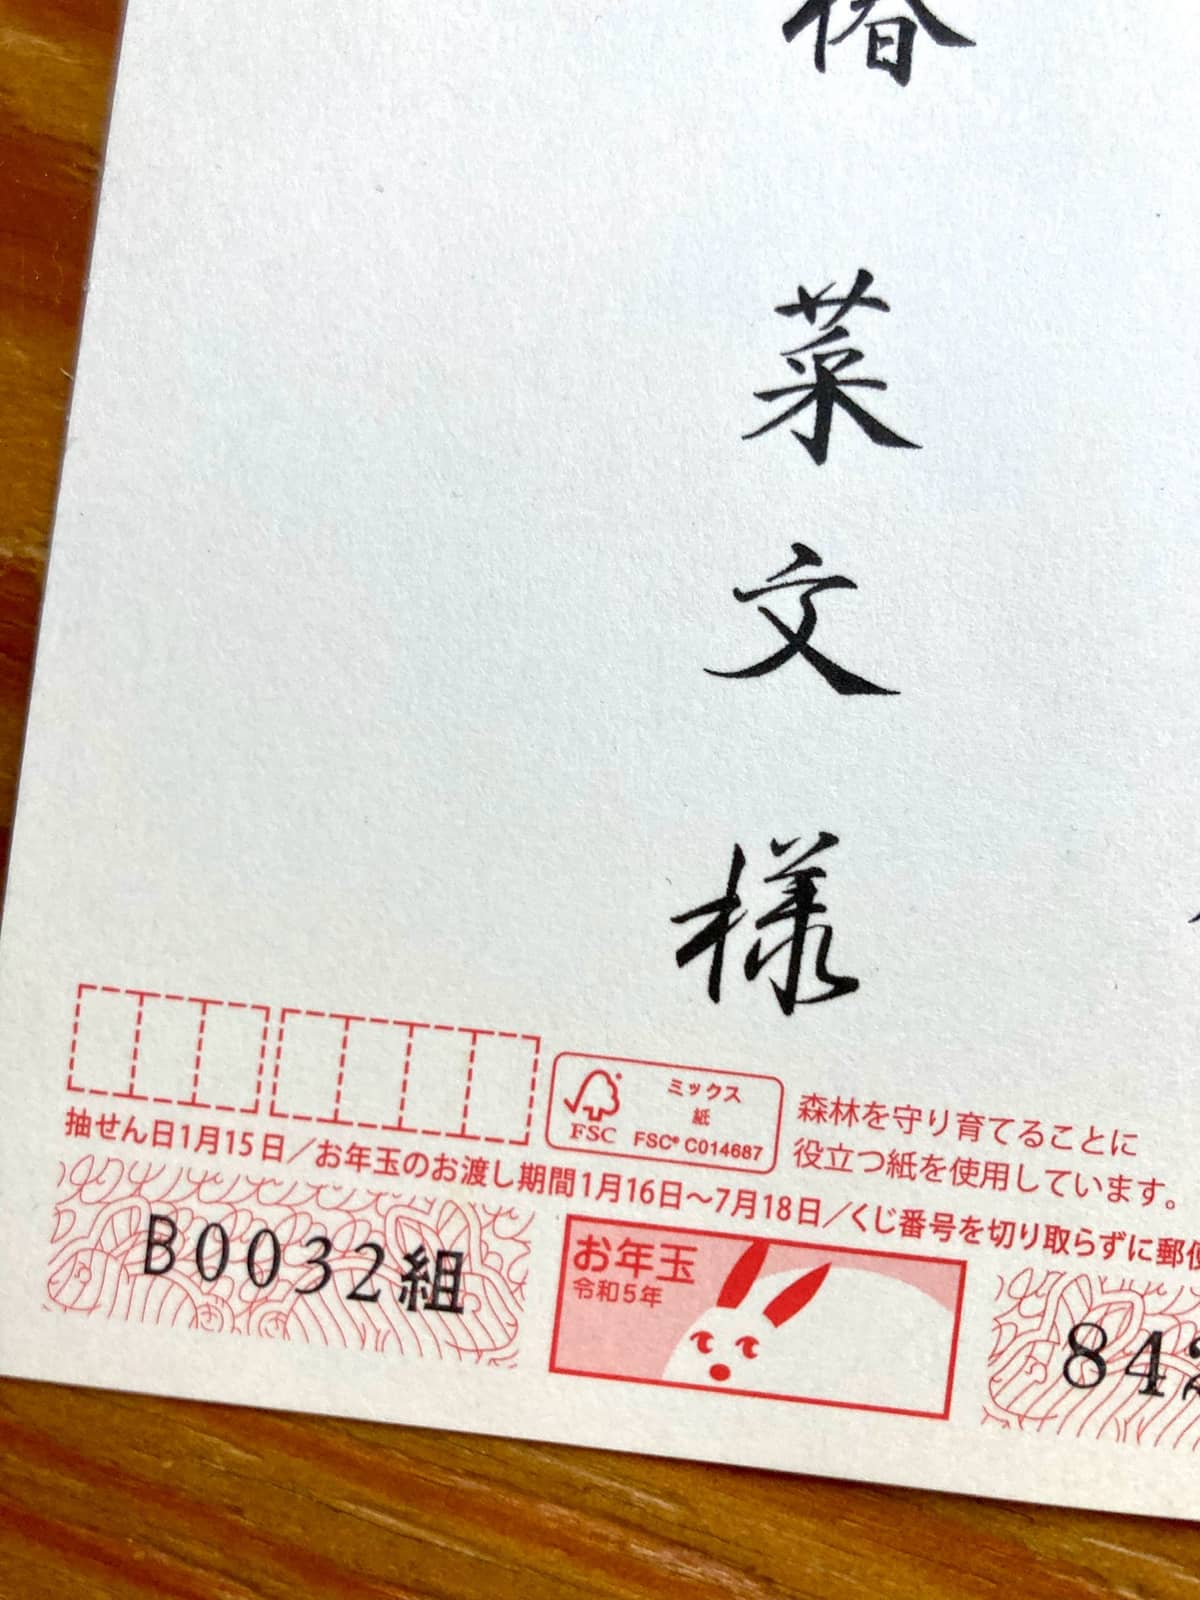 椿
菜
文
様
ミックス
紙
FSC
FSC® C014687
森林を守り育てることに
役立つ紙を使用しています。
抽せん日1月15日/お年玉のお渡し期間1月16日〜7月18日/くじ番号を切り取らずに郵便
B0032組
お年玉
令和5年
842